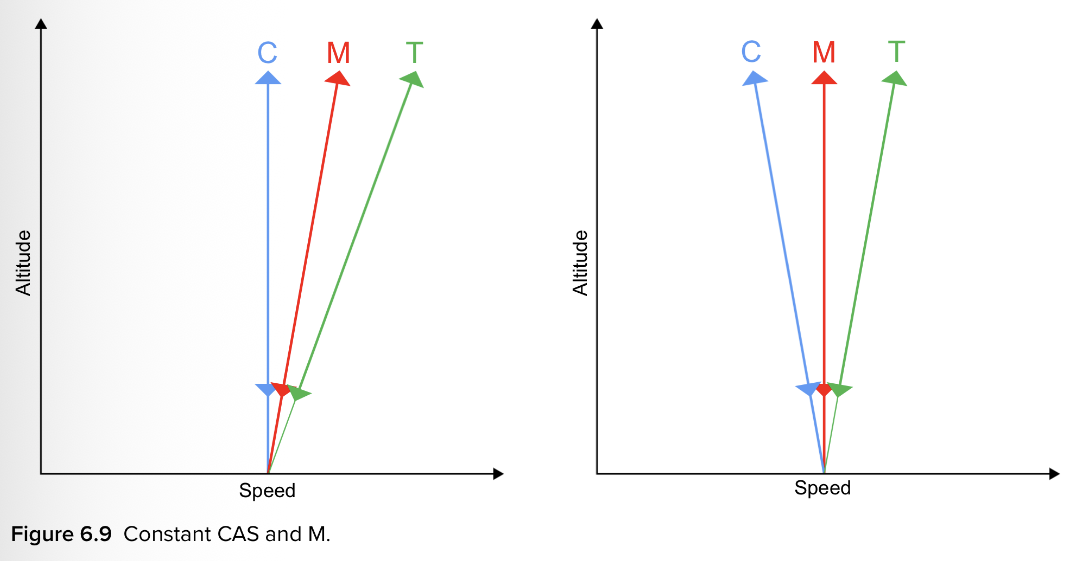 C M T
Altitude
Speed
C M T
Altitude
Speed
Figure 6.9 Constant CAS and M.